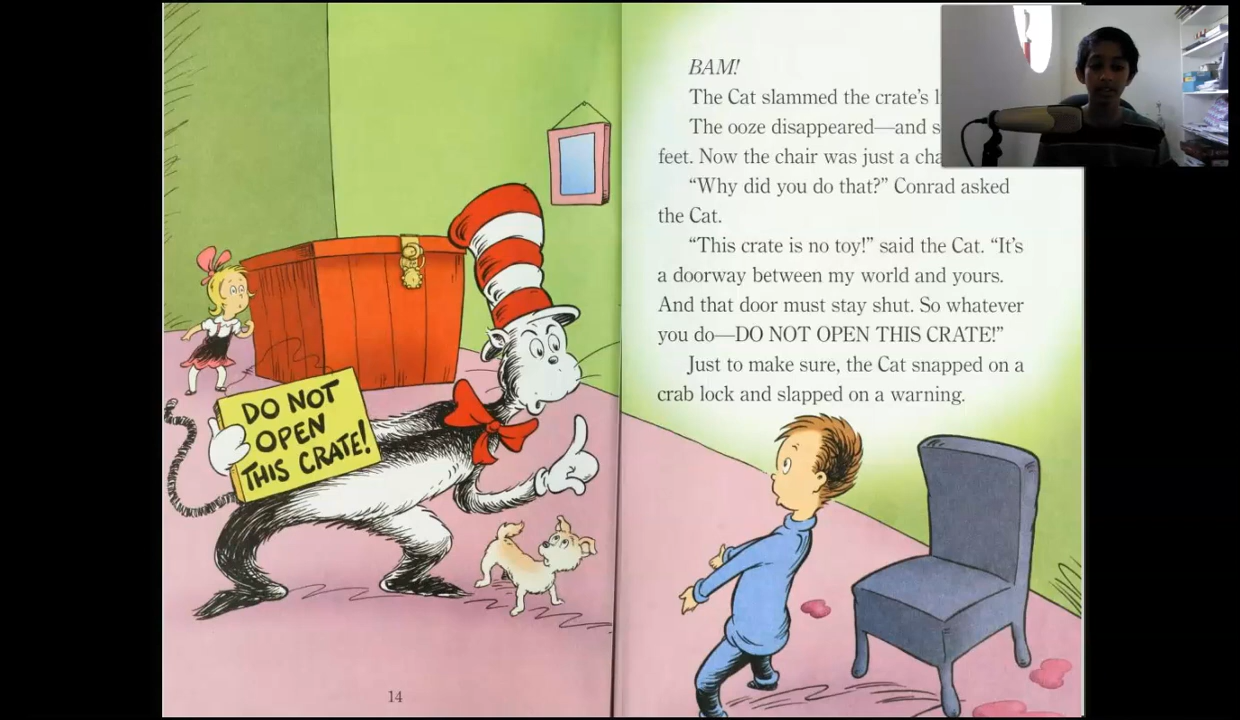 DO NOT
OPEN
THIS CRATE!
14
BAM!
The Cat slammed the crate's
The ooze disappeared—and
feet. Now the chair was just a
“Why did you do that?” Conrad asked
the Cat.
“This crate is no toy!” said the Cat. “It's
a doorway between my world and yours.
And that door must stay shut. So whatever
you do—DO NOT OPEN THIS CRATE!”
Just to make sure, the Cat snapped on a
crab lock and slapped on a warning.